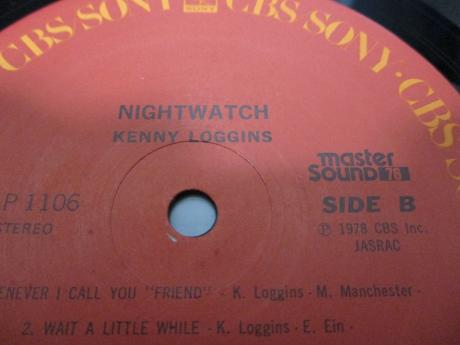 CBS/SONY
SONY
CBS/SONY·CBS
NIGHTWATCH
KENNY LOGGINS
master
SOUND 76
P 1106
STEREO
SIDE B
Ⓟ 1978 CBS Inc.
JASRAC
ENEVER I CALL YOU "FRIEND" - K. Loggins - M. Manchester -
2. WAIT A LITTLE WHILE - K. Loggins - E. Ein -